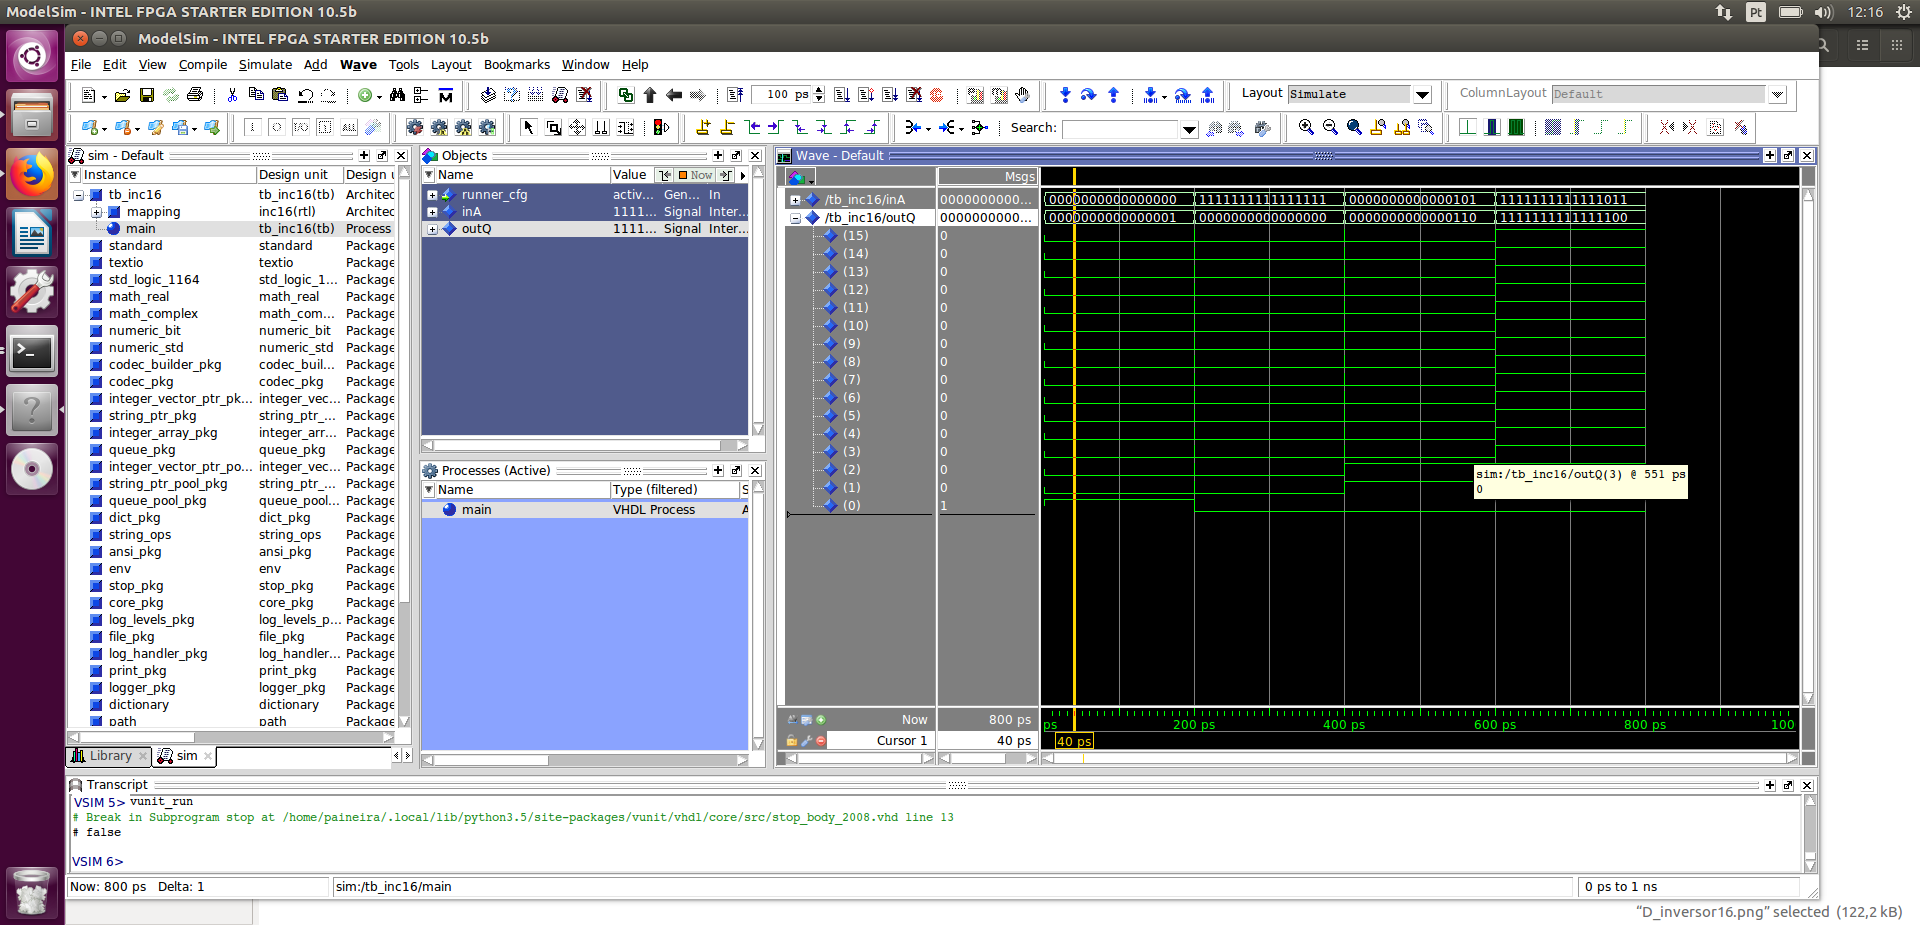 ModelSim - INTEL FPGA STARTER EDITION 10.5b
Pt
12:16
ModelSim - INTEL FPGA STARTER EDITION 10.5b
File Edit View Compile Simulate Add Wave Tools Layout Bookmarks Window Help
100 ps
Layout Simulate
ColumnLayout Default
Search:
sim - Default
Instance Design unit Design u
tb_inc16 tb_inc16(tb) Architec
mapping inc16(rtl) Architec
main tb_inc16(tb) Process
standard standard Package
textio textio Package
std_logic_1164 std_logic_1... Package
math_real math_real Package
math_complex math_com... Package
numeric_bit numeric_bit Package
numeric_std numeric_std Package
codec_builder_pkg codec_buil... Package
codec_pkg codec_pkg Package
integer_vector_ptr_pk... integer_vec... Package
string_ptr_pkg string_ptr_... Package
integer_array_pkg integer_arr... Package
queue_pkg queue_pkg Package
integer_vector_ptr_po... integer_vec... Package
string_ptr_pool_pkg string_ptr_... Package
queue_pool_pkg queue_pool... Package
dict_pkg dict_pkg Package
string_ops string_ops Package
ansi_pkg ansi_pkg Package
env env Package
stop_pkg stop_pkg Package
core_pkg core_pkg Package
log_levels_pkg log_levels_p... Package
file_pkg file_pkg Package
log_handler_pkg log_handler... Package
print_pkg print_pkg Package
logger_pkg logger_pkg Package
dictionary dictionary Package
path path Package
Library
sim
Objects
Name Value Now
runner_cfg activ... Gen... In
inA 1111... Signal Inter...
outQ 1111... Signal Inter...
Processes (Active)
Name Type (filtered) S
main VHDL Process A
Wave - Default
Msgs
/tb_inc16/inA 0000000000... 0000000000000000 1111111111111111 0000000000000101 1111111111111011
/tb_inc16/outQ 0000000000... 0000000000000001 0000000000000000 0000000000000110 1111111111111100
(15) 0
(14) 0
(13) 0
(12) 0
(11) 0
(10) 0
(9) 0
(8) 0
(7) 0
(6) 0
(5) 0
(4) 0
(3) 0
(2) 0
(1) 0
(0) 1
sim:/tb_inc16/outQ(3) @ 551 ps
0
Now 800 ps
ps 200 ps 400 ps 600 ps 800 ps 100
Cursor 1 40 ps
40 ps
Transcript
VSIM 5> vunit_run
# Break in Subprogram stop at /home/paineira/.local/lib/python3.5/site-packages/vunit/vhdl/core/src/stop_body_2008.vhd line 13
# false
VSIM 6>
Now: 800 ps Delta: 1
sim:/tb_inc16/main
0 ps to 1 ns
"D_inversor16.png" selected (122,2 kB)